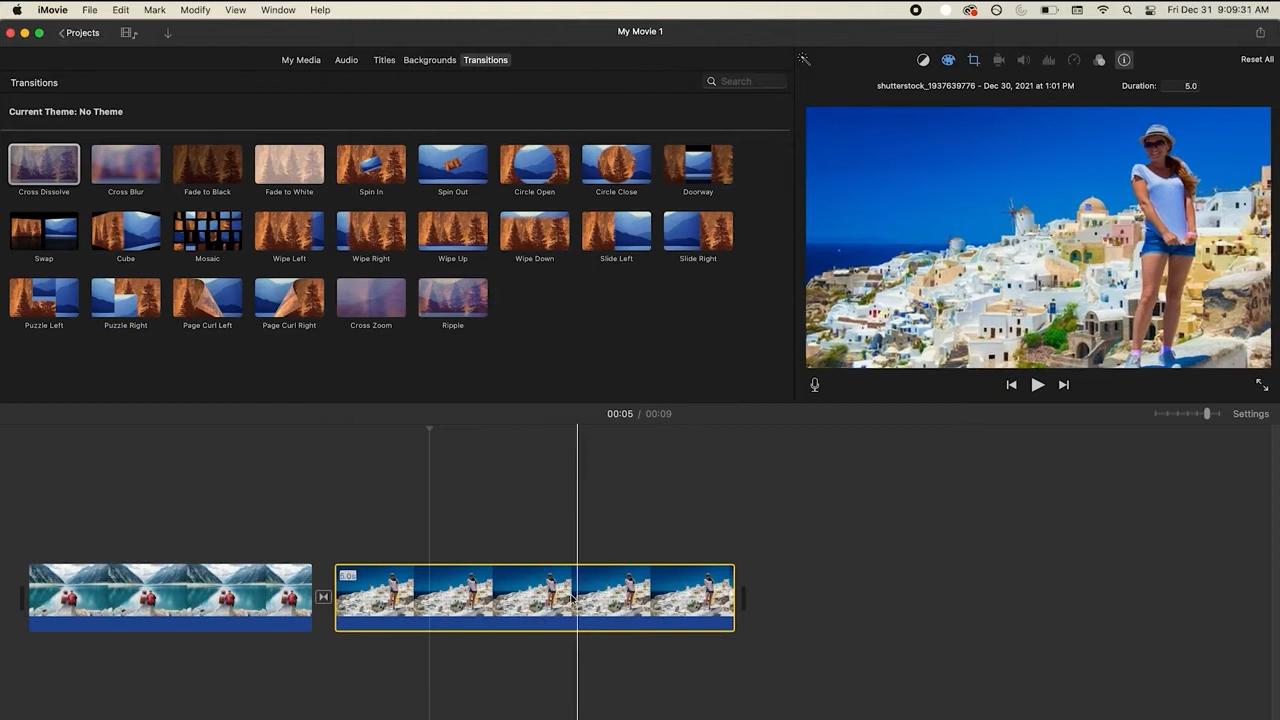 iMovie File Edit Mark Modify View Window Help Fri Dec 31 9:09:31 AM
Projects My Movie 1
My Media Audio Titles Backgrounds Transitions Reset All
Transitions Search
shutterstock_1937639776 - Dec 30, 2021 at 1:01 PM Duration: 5.0
Current Theme: No Theme
Cross Dissolve Cross Blur Fade to Black Fade to White Spin In Spin Out Circle Open Circle Close Doorway
Swap Cube Mosaic Wipe Left Wipe Right Wipe Up Wipe Down Slide Left Slide Right
Puzzle Left Puzzle Right Page Curl Left Page Curl Right Cross Zoom Ripple
00:05 / 00:09 Settings
5.0s